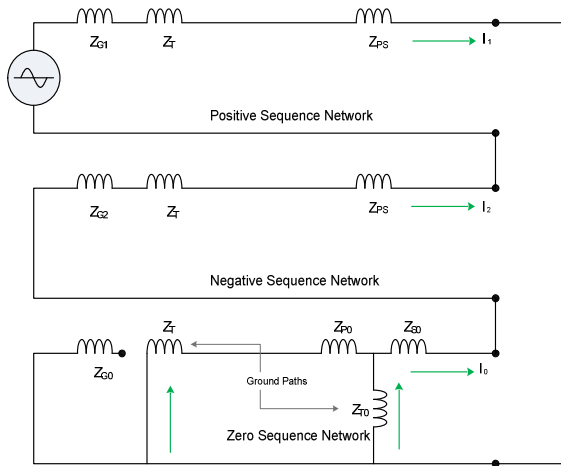 ZG1 ZT ZPS I1
Positive Sequence Network
ZG2 ZT ZPS I2
Negative Sequence Network
ZT ZP0 ZS0
ZG0 I0
Ground Paths
ZT0
Zero Sequence Network